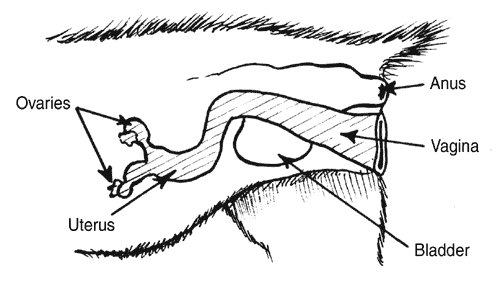 Anus
Ovaries
Vagina
Uterus
Bladder